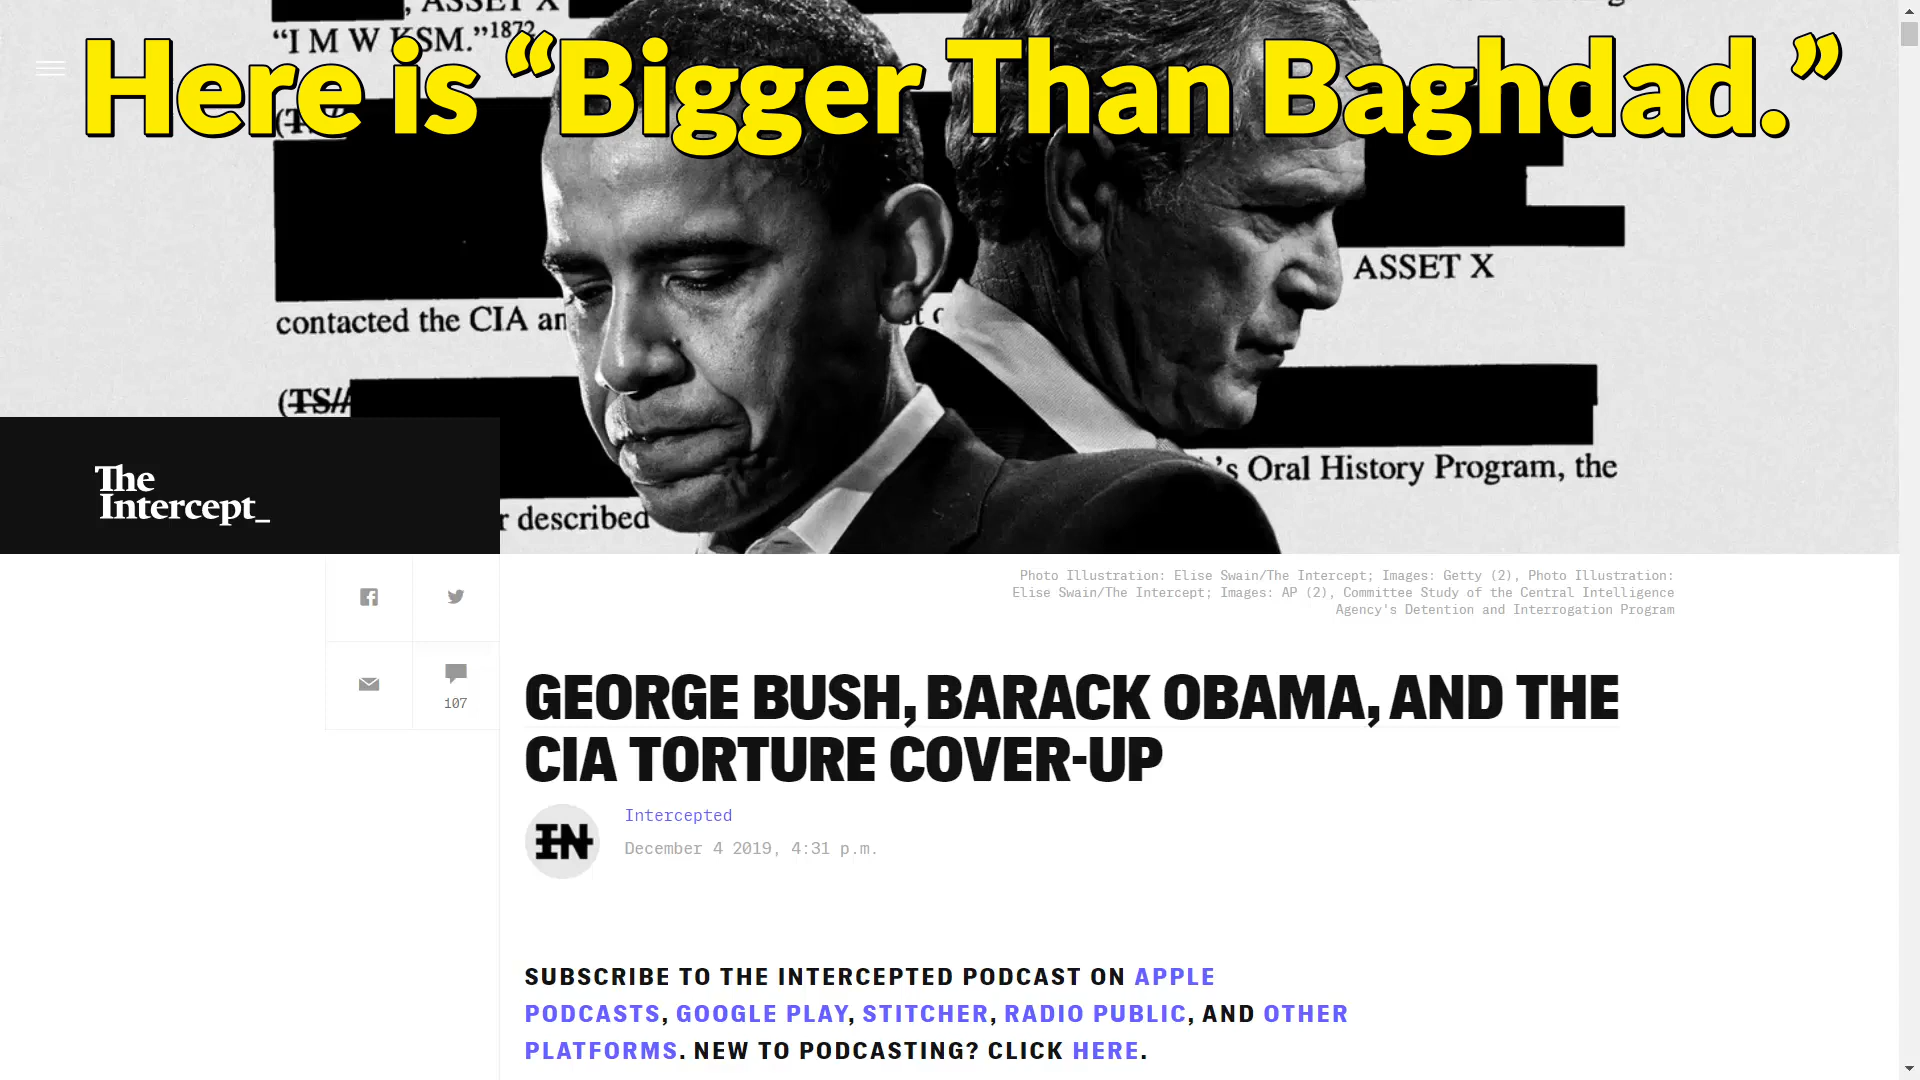 , ASSET X
“I M W KSM.”1872
Here is “Bigger Than Baghdad.”
ASSET X
contacted the CIA an
(TS//
’s Oral History Program, the
r described
The
Intercept_
Photo Illustration: Elise Swain/The Intercept; Images: Getty (2), Photo Illustration:
Elise Swain/The Intercept; Images: AP (2), Committee Study of the Central Intelligence
Agency's Detention and Interrogation Program
107
GEORGE BUSH, BARACK OBAMA, AND THE
CIA TORTURE COVER-UP
IN
Intercepted
December 4 2019, 4:31 p.m.
SUBSCRIBE TO THE INTERCEPTED PODCAST ON APPLE
PODCASTS, GOOGLE PLAY, STITCHER, RADIO PUBLIC, AND OTHER
PLATFORMS. NEW TO PODCASTING? CLICK HERE.